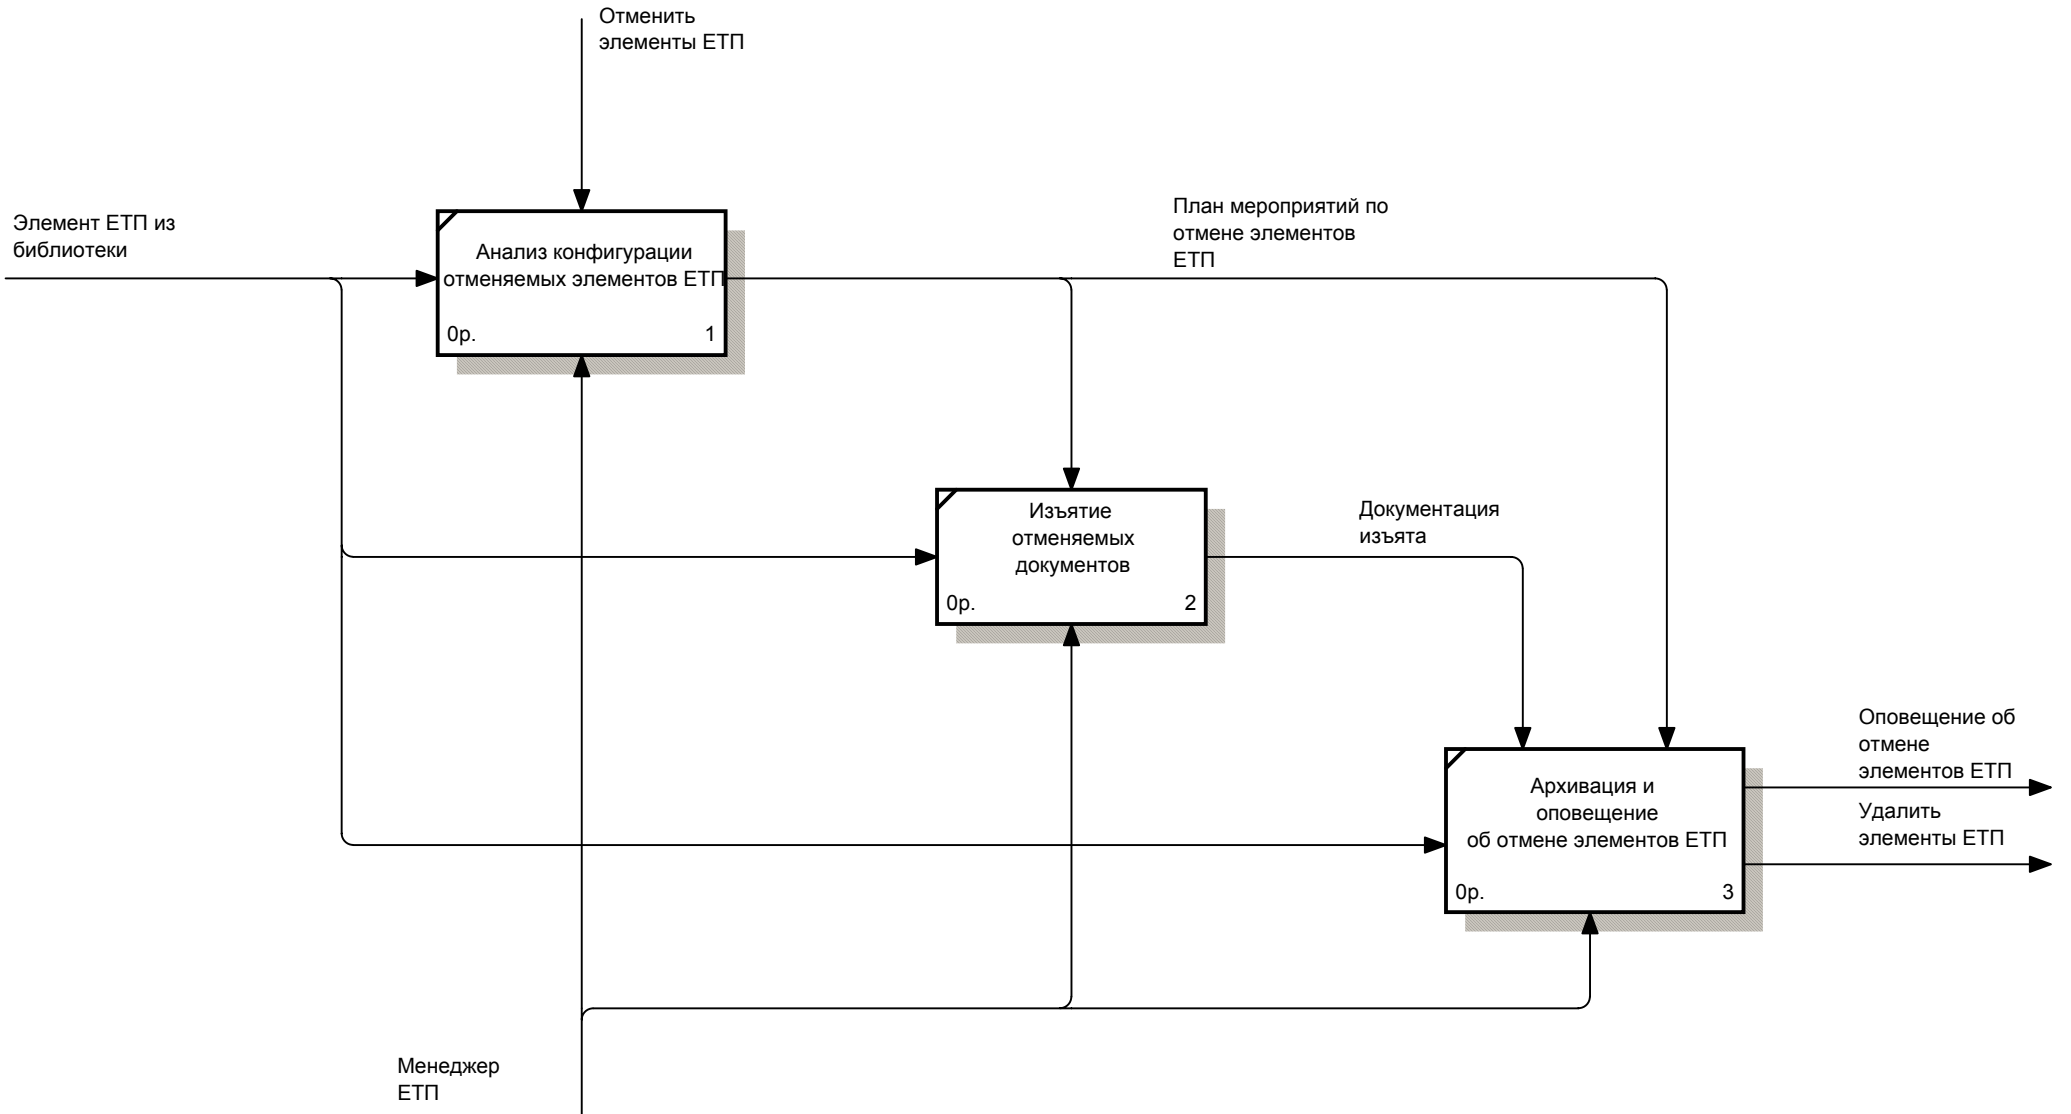 Отменить
элементы ЕТП
Элемент ЕТП из
библиотеки
Анализ конфигурации
отменяемых элементов ЕТП
0р.
1
План мероприятий по
отмене элементов
ЕТП
Изъятие
отменяемых
документов
0р.
2
Документация
изъята
Архивация и
оповещение
об отмене элементов ЕТП
0р.
3
Оповещение об
отмене
элементов ЕТП
Удалить
элементы ЕТП
Менеджер
ЕТП